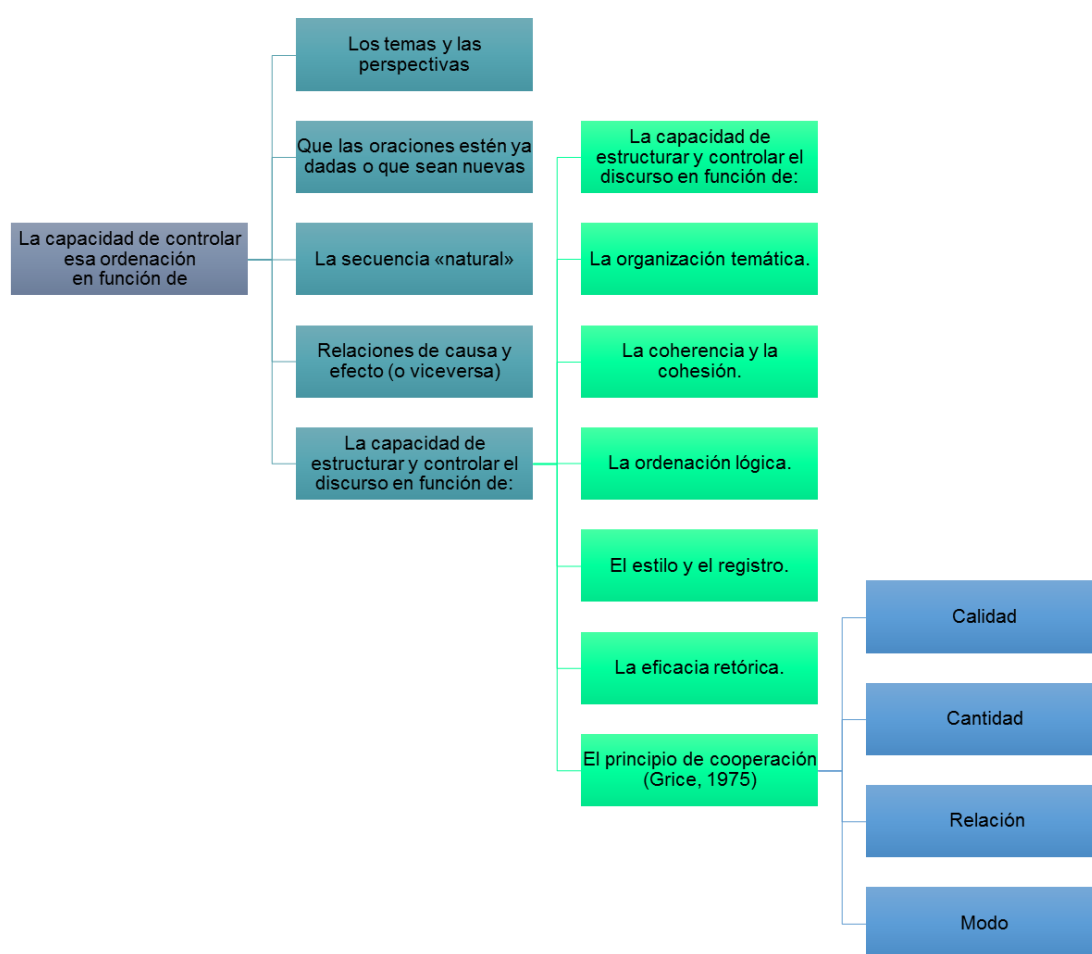 La capacidad de controlar
esa ordenación
en función de
Los temas y las
perspectivas
Que las oraciones estén ya
dadas o que sean nuevas
La secuencia «natural»
Relaciones de causa y
efecto (o viceversa)
La capacidad de
estructurar y controlar el
discurso en función de:
La capacidad de
estructurar y controlar el
discurso en función de:
La organización temática.
La coherencia y la
cohesión.
La ordenación lógica.
El estilo y el registro.
La eficacia retórica.
El principio de cooperación
(Grice, 1975)
Calidad
Cantidad
Relación
Modo